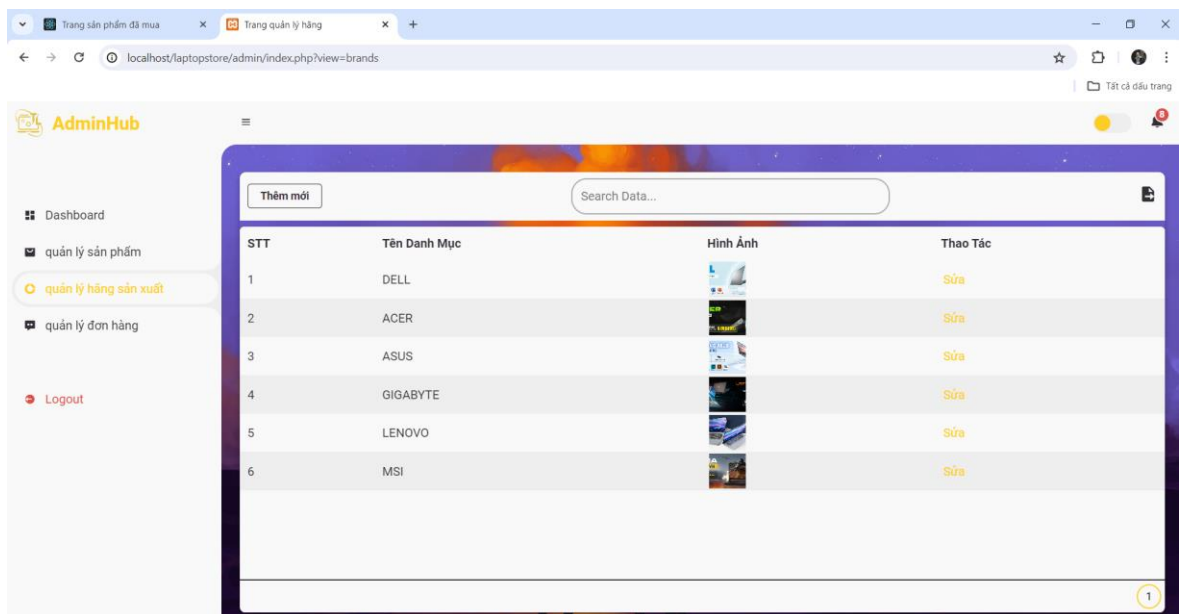 Trang sản phẩm đã mua
Trang quản lý hãng
localhost/laptopstore/admin/index.php?view=brands
Tất cả dấu trang
AdminHub
8
Thêm mới
Search Data...
Dashboard
quản lý sản phẩm
quản lý hãng sản xuất
quản lý đơn hàng
Logout
STT Tên Danh Mục Hình Ảnh Thao Tác
1 DELL Sửa
2 ACER Sửa
3 ASUS Sửa
4 GIGABYTE Sửa
5 LENOVO Sửa
6 MSI Sửa
1